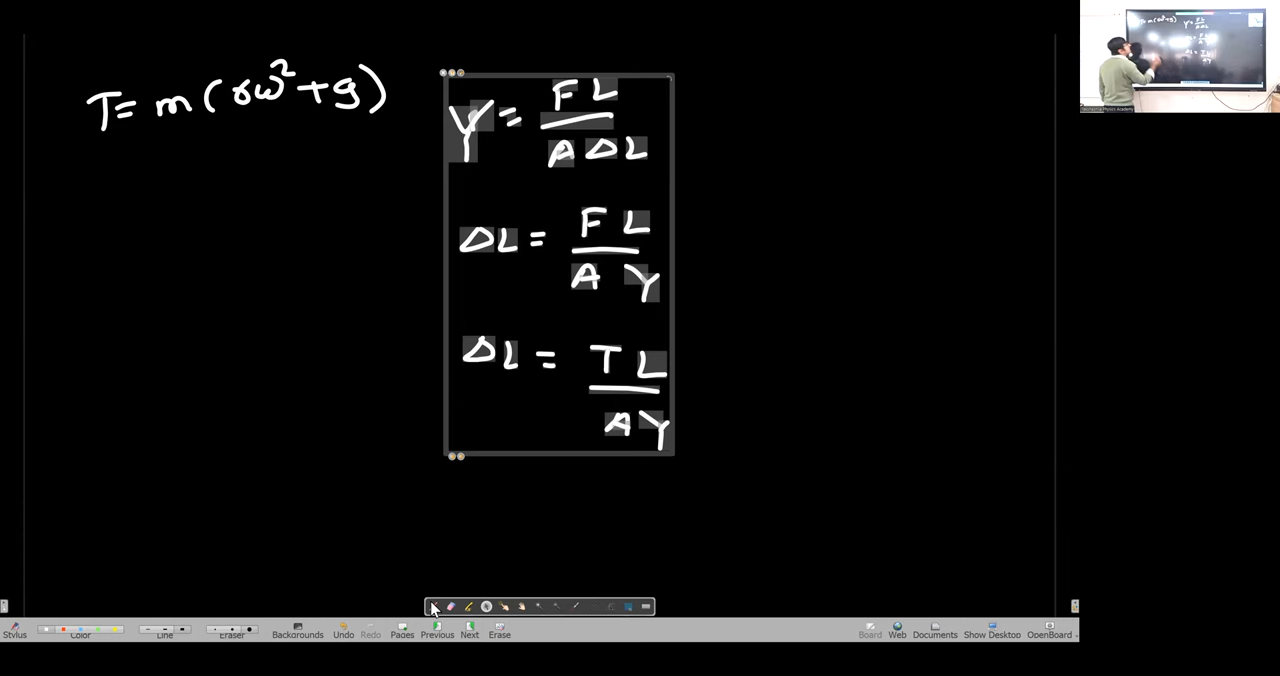 T = m(rω²+g)
Y = FL / AΔL
ΔL = FL / AY
ΔL = TL / AY
Stylus
Color
Line
Eraser
Backgrounds
Undo
Redo
Pages
Previous
Next
Erase
Board
Web
Documents
Show Desktop
OpenBoard